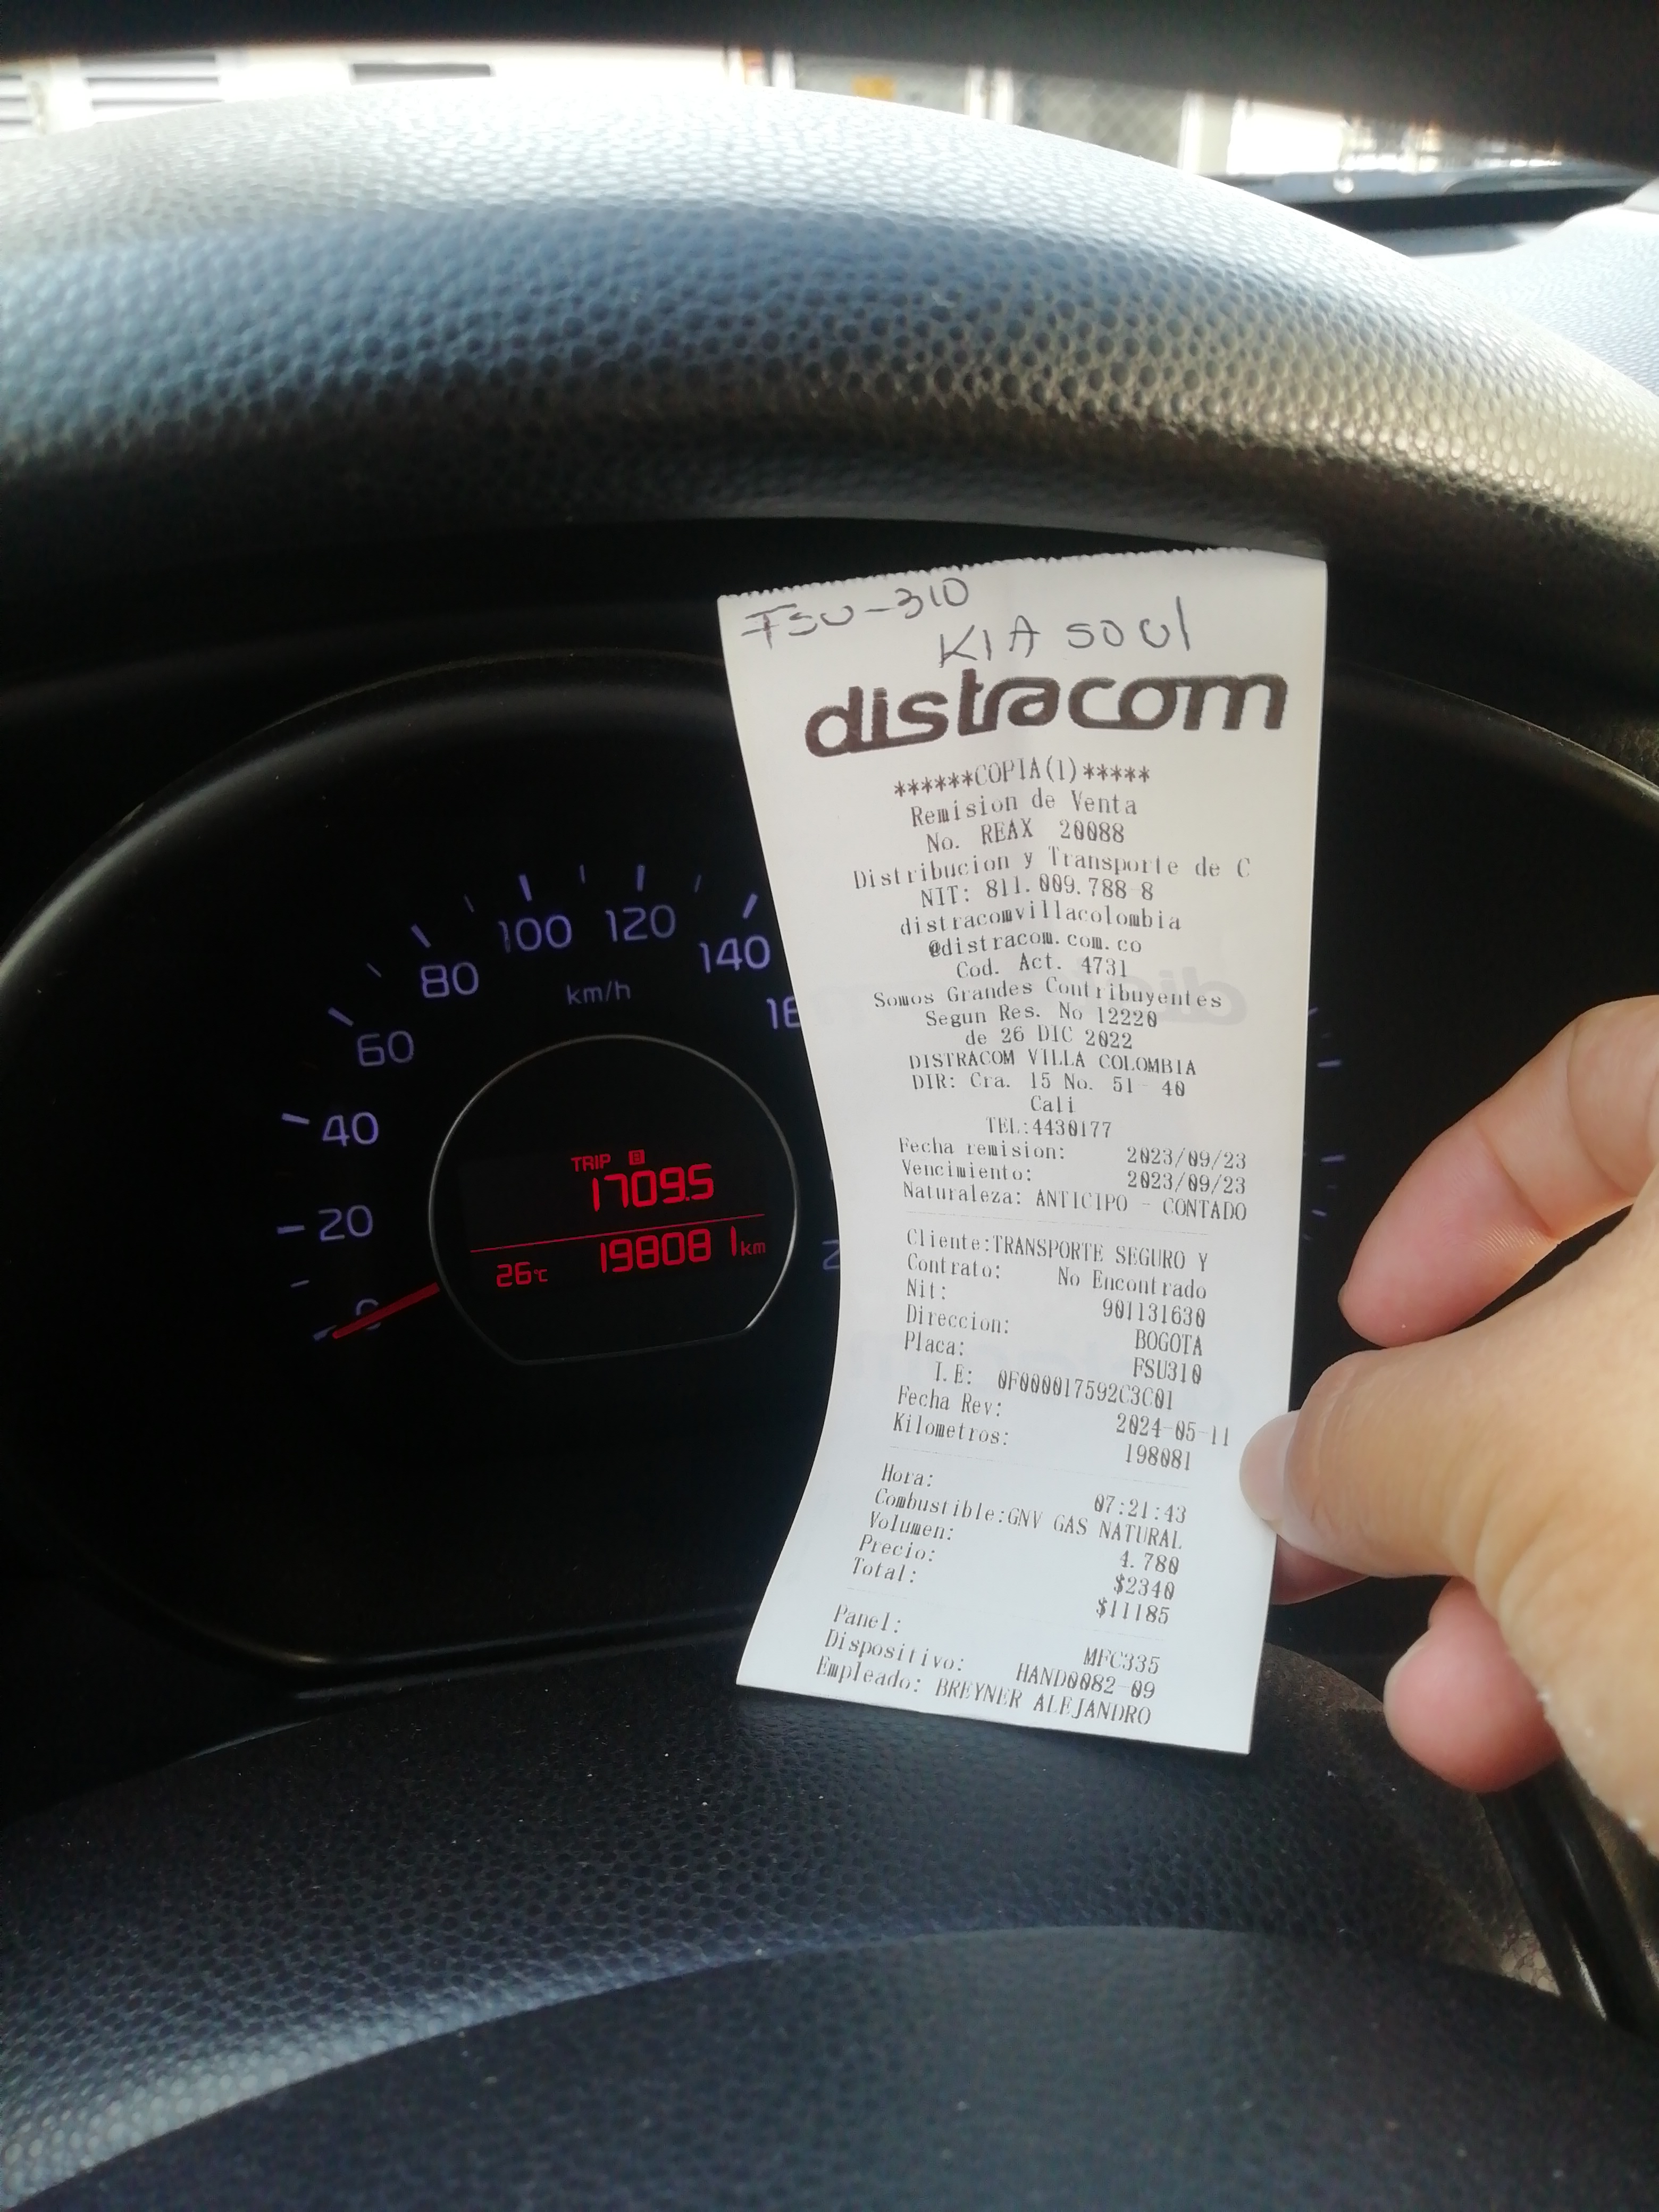 FSU-310
KIA SOUL
distracom
******COPIA(1)*****
Remision de Venta
No. REAX 20088
Distribucion y Transporte de C
NIT: 811.009.788-8
distracomvillacolombia
@distracom.com.co
Cod. Act. 4731
Somos Grandes Contribuyentes
Segun Res. No 12220
de 26 DIC 2022
DISTRACOM VILLA COLOMBIA
DIR: Cra. 15 No. 51 - 40
Cali
TEL:4430177
Fecha remision: 2023/09/23
Vencimiento: 2023/09/23
Naturaleza: ANTICIPO - CONTADO
Cliente:TRANSPORTE SEGURO Y
Contrato: No Encontrado
Nit: 901131630
Direccion: BOGOTA
Placa: FSU310
I.E: 0F000017592C3C01
Fecha Rev: 2024-05-11
Kilometros: 198081
Hora: 07:21:43
Combustible:GNV GAS NATURAL
Volumen: 4.780
Precio: $2340
Total: $11185
Panel: MFC335
Dispositivo: HAND0082-09
Empleado: BREYNER ALEJANDRO
0
20
40
60
80
100
120
140
km/h
TRIP B
1709.5
26°C 198081 km